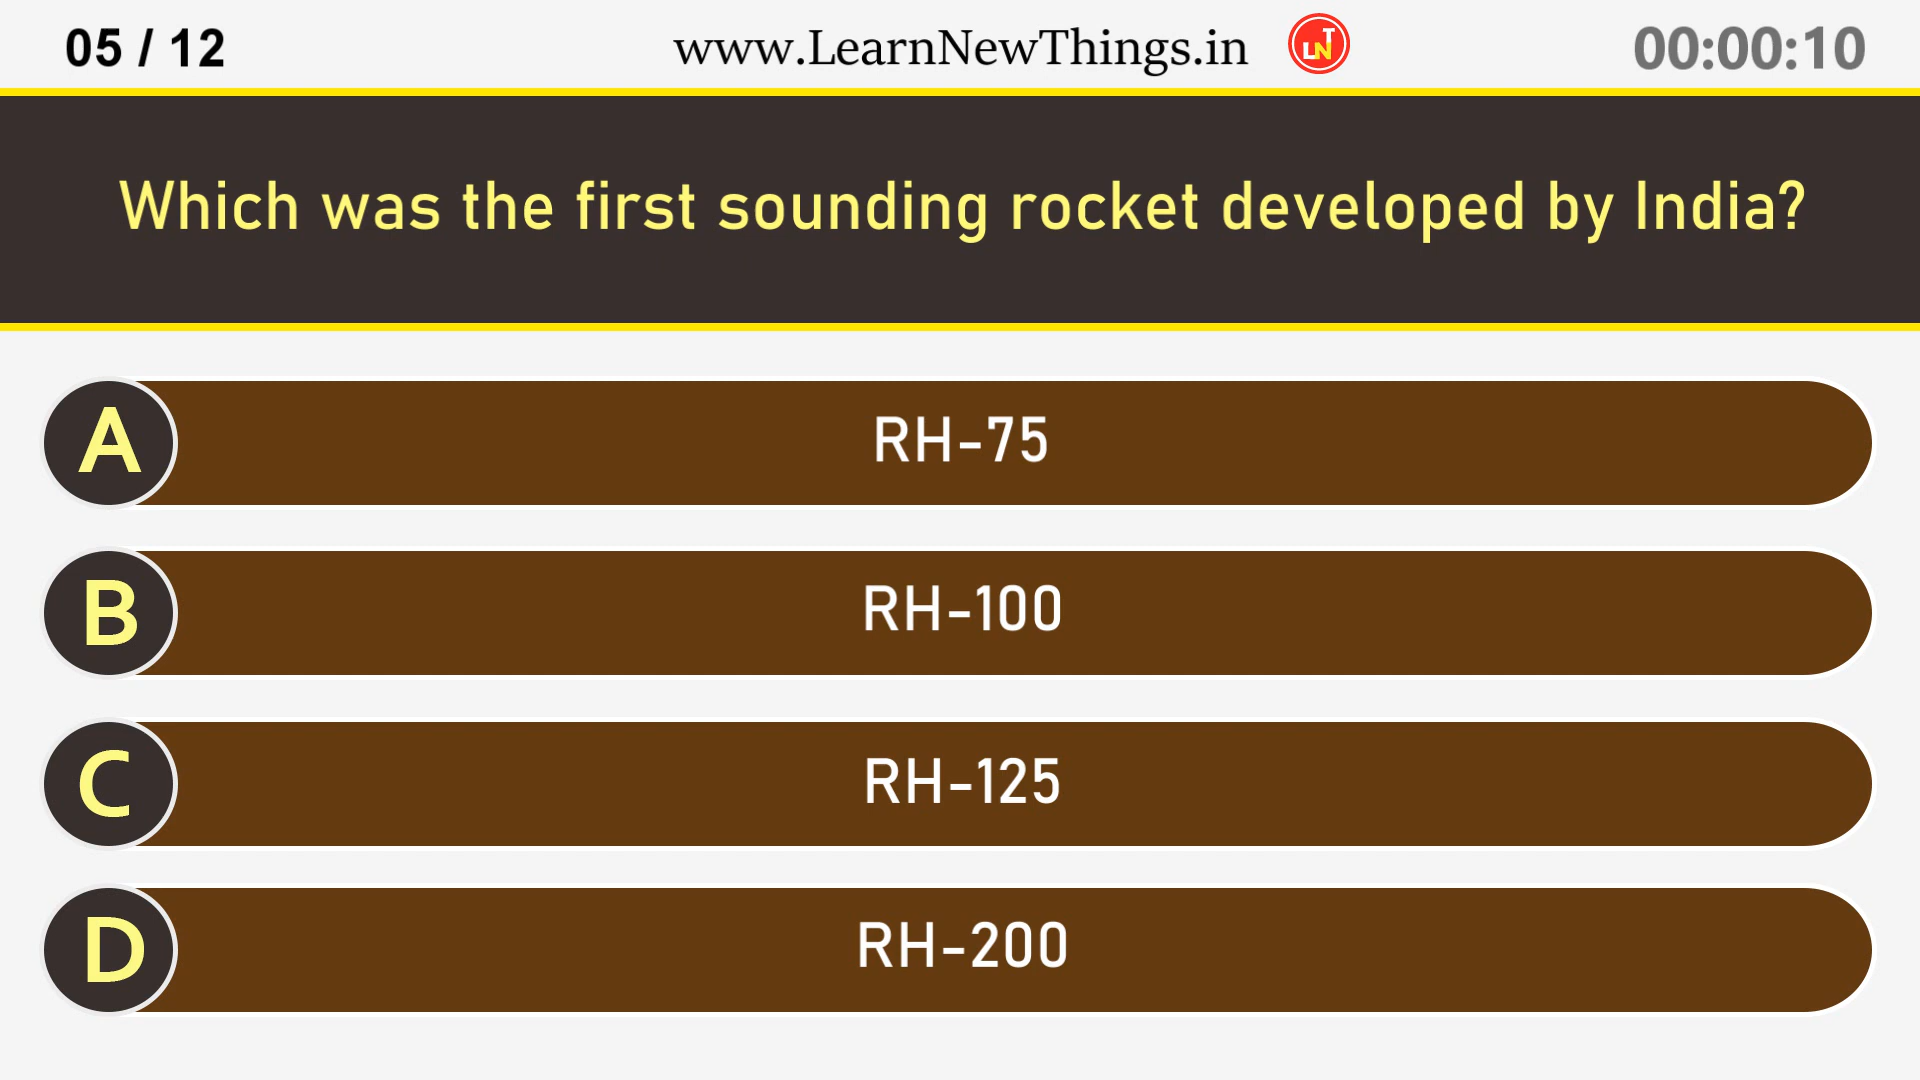 05 / 12
www.LearnNewThings.in
LNT
00:00:10
Which was the first sounding rocket developed by India?
A
RH-75
B
RH-100
C
RH-125
D
RH-200